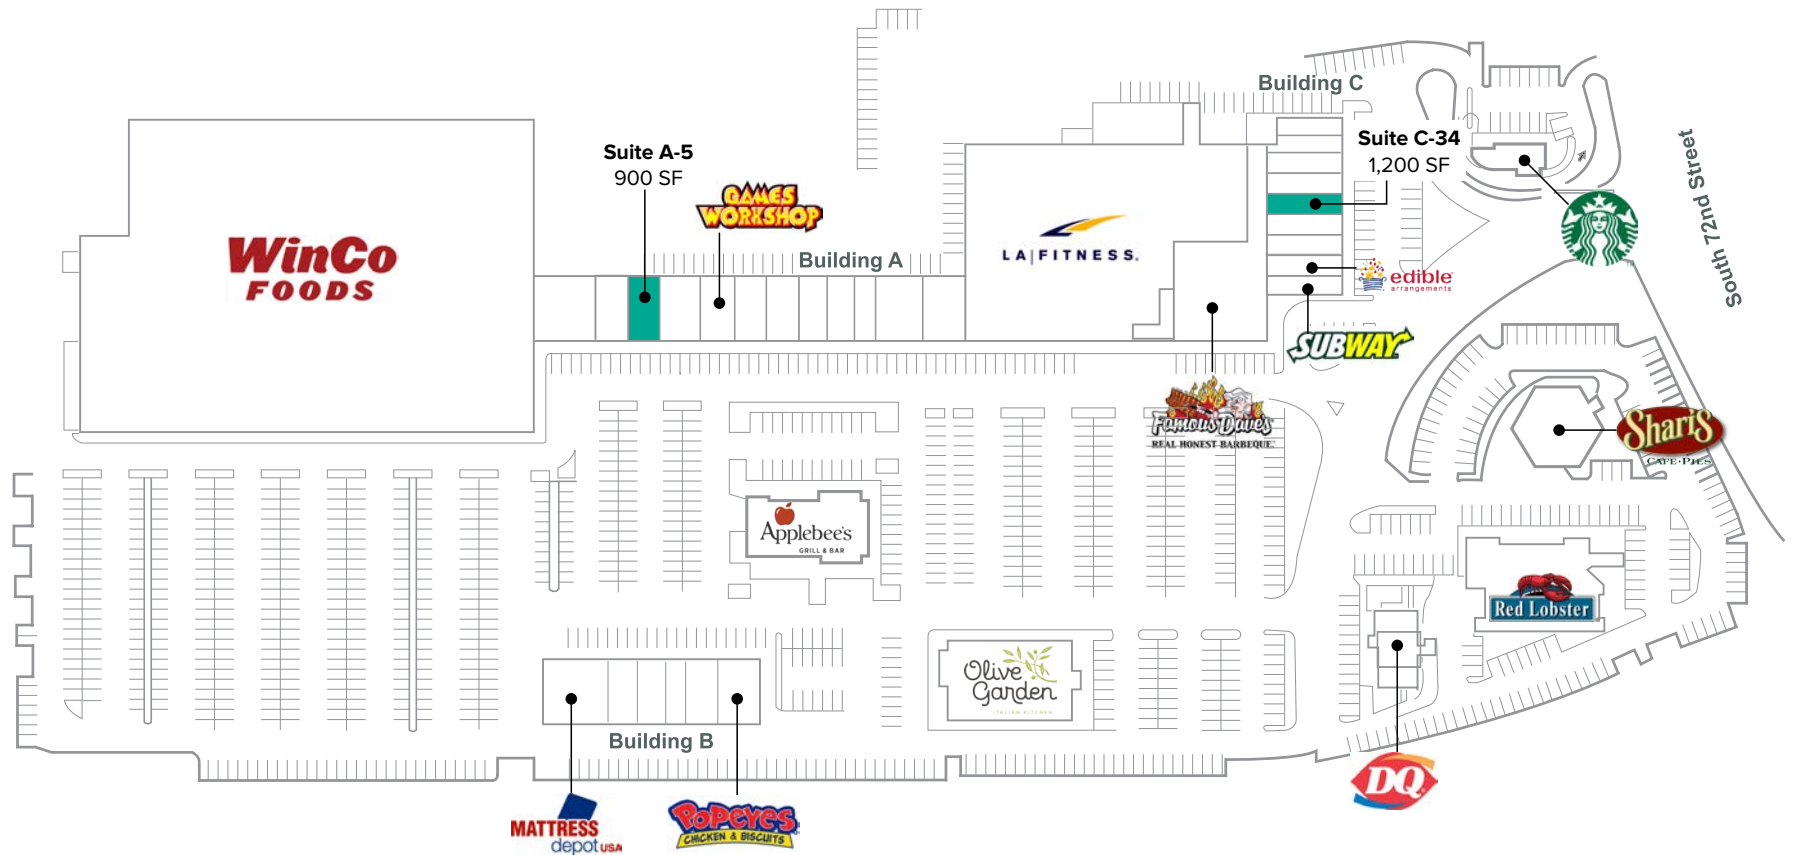 Building C
Suite A-5
900 SF
Suite C-34
1,200 SF
GAMES
WORKSHOP
South 72nd Street
WinCo
FOODS
Building A
LA|FITNESS.
edible
arrangements
SUBWAY
Famous Dave's
REAL HONEST BARBEQUE
Shari's
CAFE • PIES
Applebee's
GRILL & BAR
Red Lobster
Olive
Garden
ITALIAN KITCHEN
Building B
DQ
MATTRESS
depot USA
POPEYES
CHICKEN & BISCUITS